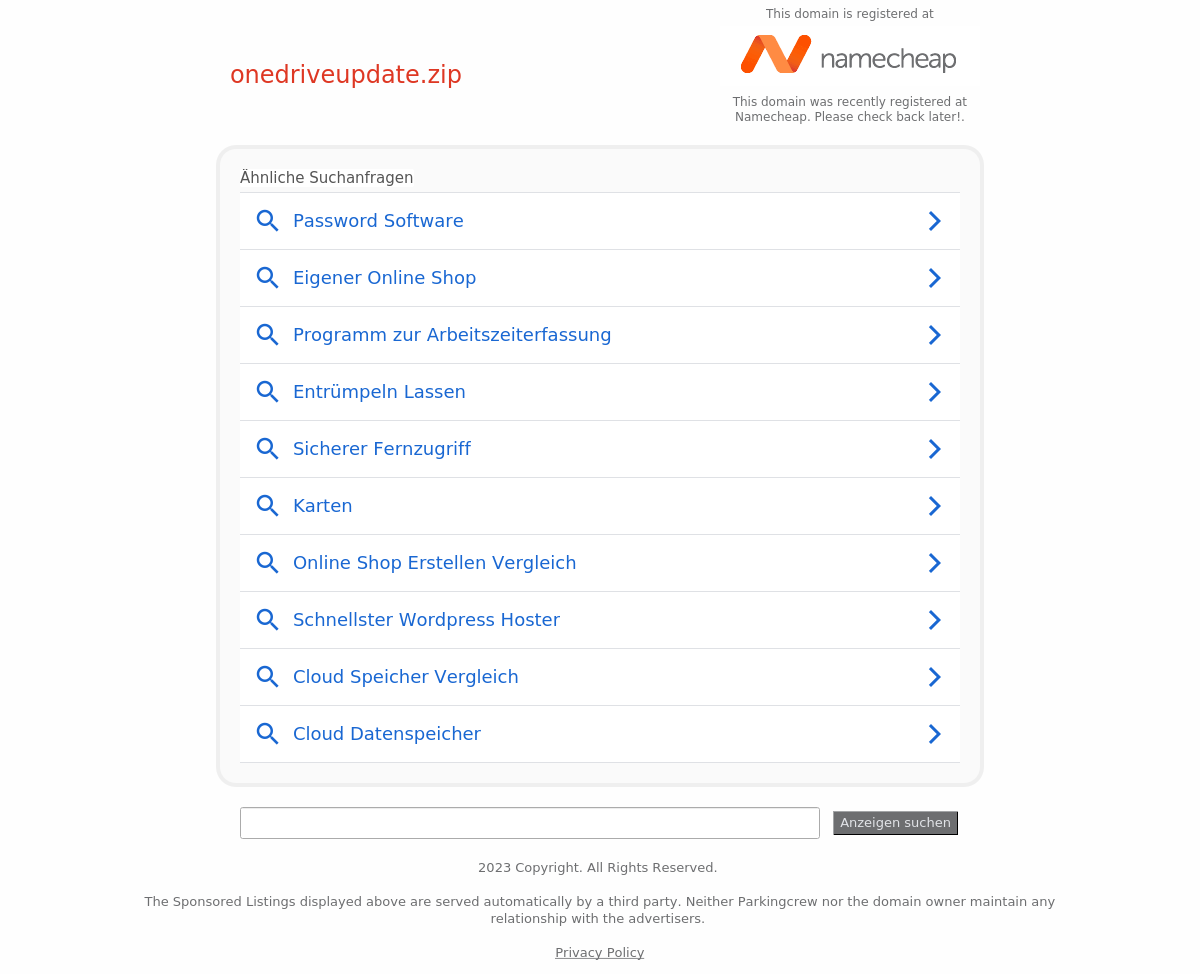 This domain is registered at
namecheap
onedriveupdate.zip
This domain was recently registered at
Namecheap. Please check back later!.
Ähnliche Suchanfragen
Password Software
Eigener Online Shop
Programm zur Arbeitszeiterfassung
Entrümpeln Lassen
Sicherer Fernzugriff
Karten
Online Shop Erstellen Vergleich
Schnellster Wordpress Hoster
Cloud Speicher Vergleich
Cloud Datenspeicher
Anzeigen suchen
2023 Copyright. All Rights Reserved.
The Sponsored Listings displayed above are served automatically by a third party. Neither Parkingcrew nor the domain owner maintain any
relationship with the advertisers.
Privacy Policy